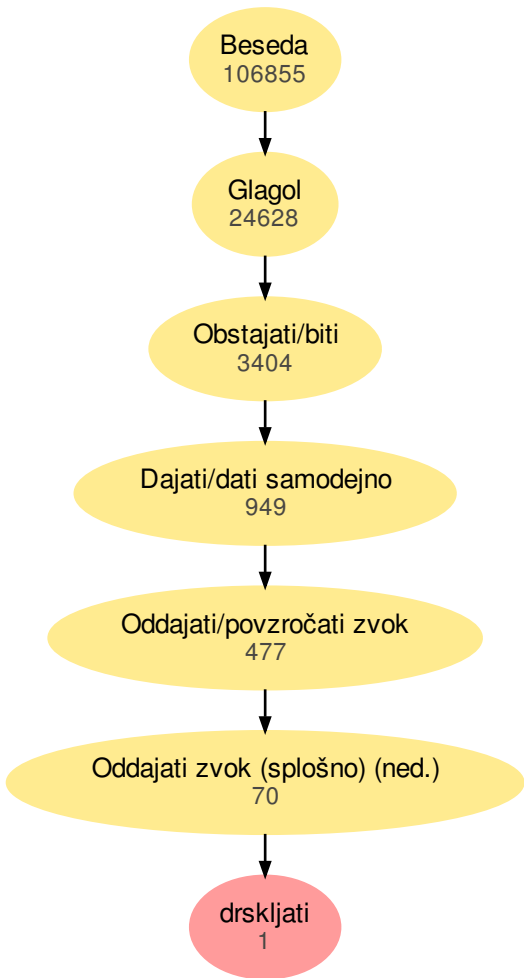 Beseda
106855
Glagol
24628
Obstajati/biti
3404
Dajati/dati samodejno
949
Oddajati/povzročati zvok
477
Oddajati zvok (splošno) (ned.)
70
drskljati
1